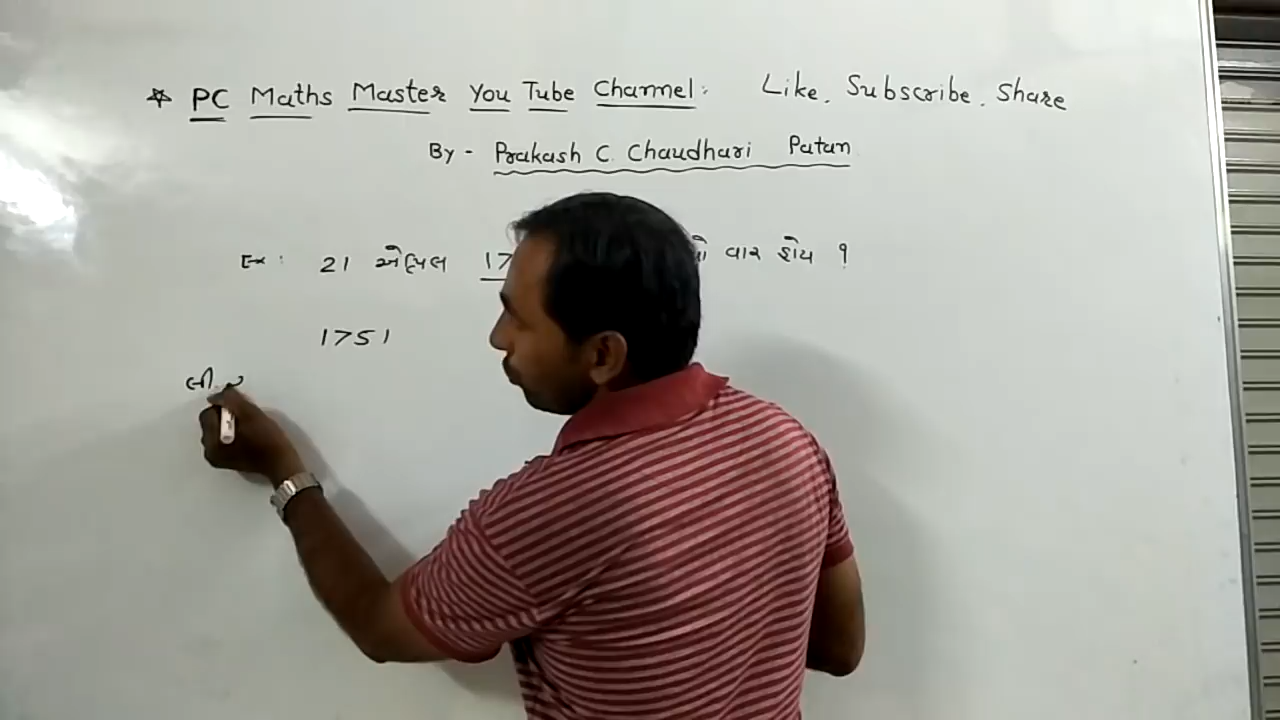 ☆ PC Maths Master You Tube Channel: Like, Subscribe, Share
By - Prakash C. Chaudhari Patan
Ex: 21 એપ્રિલ 17 વાર હોય ?
1751
લી